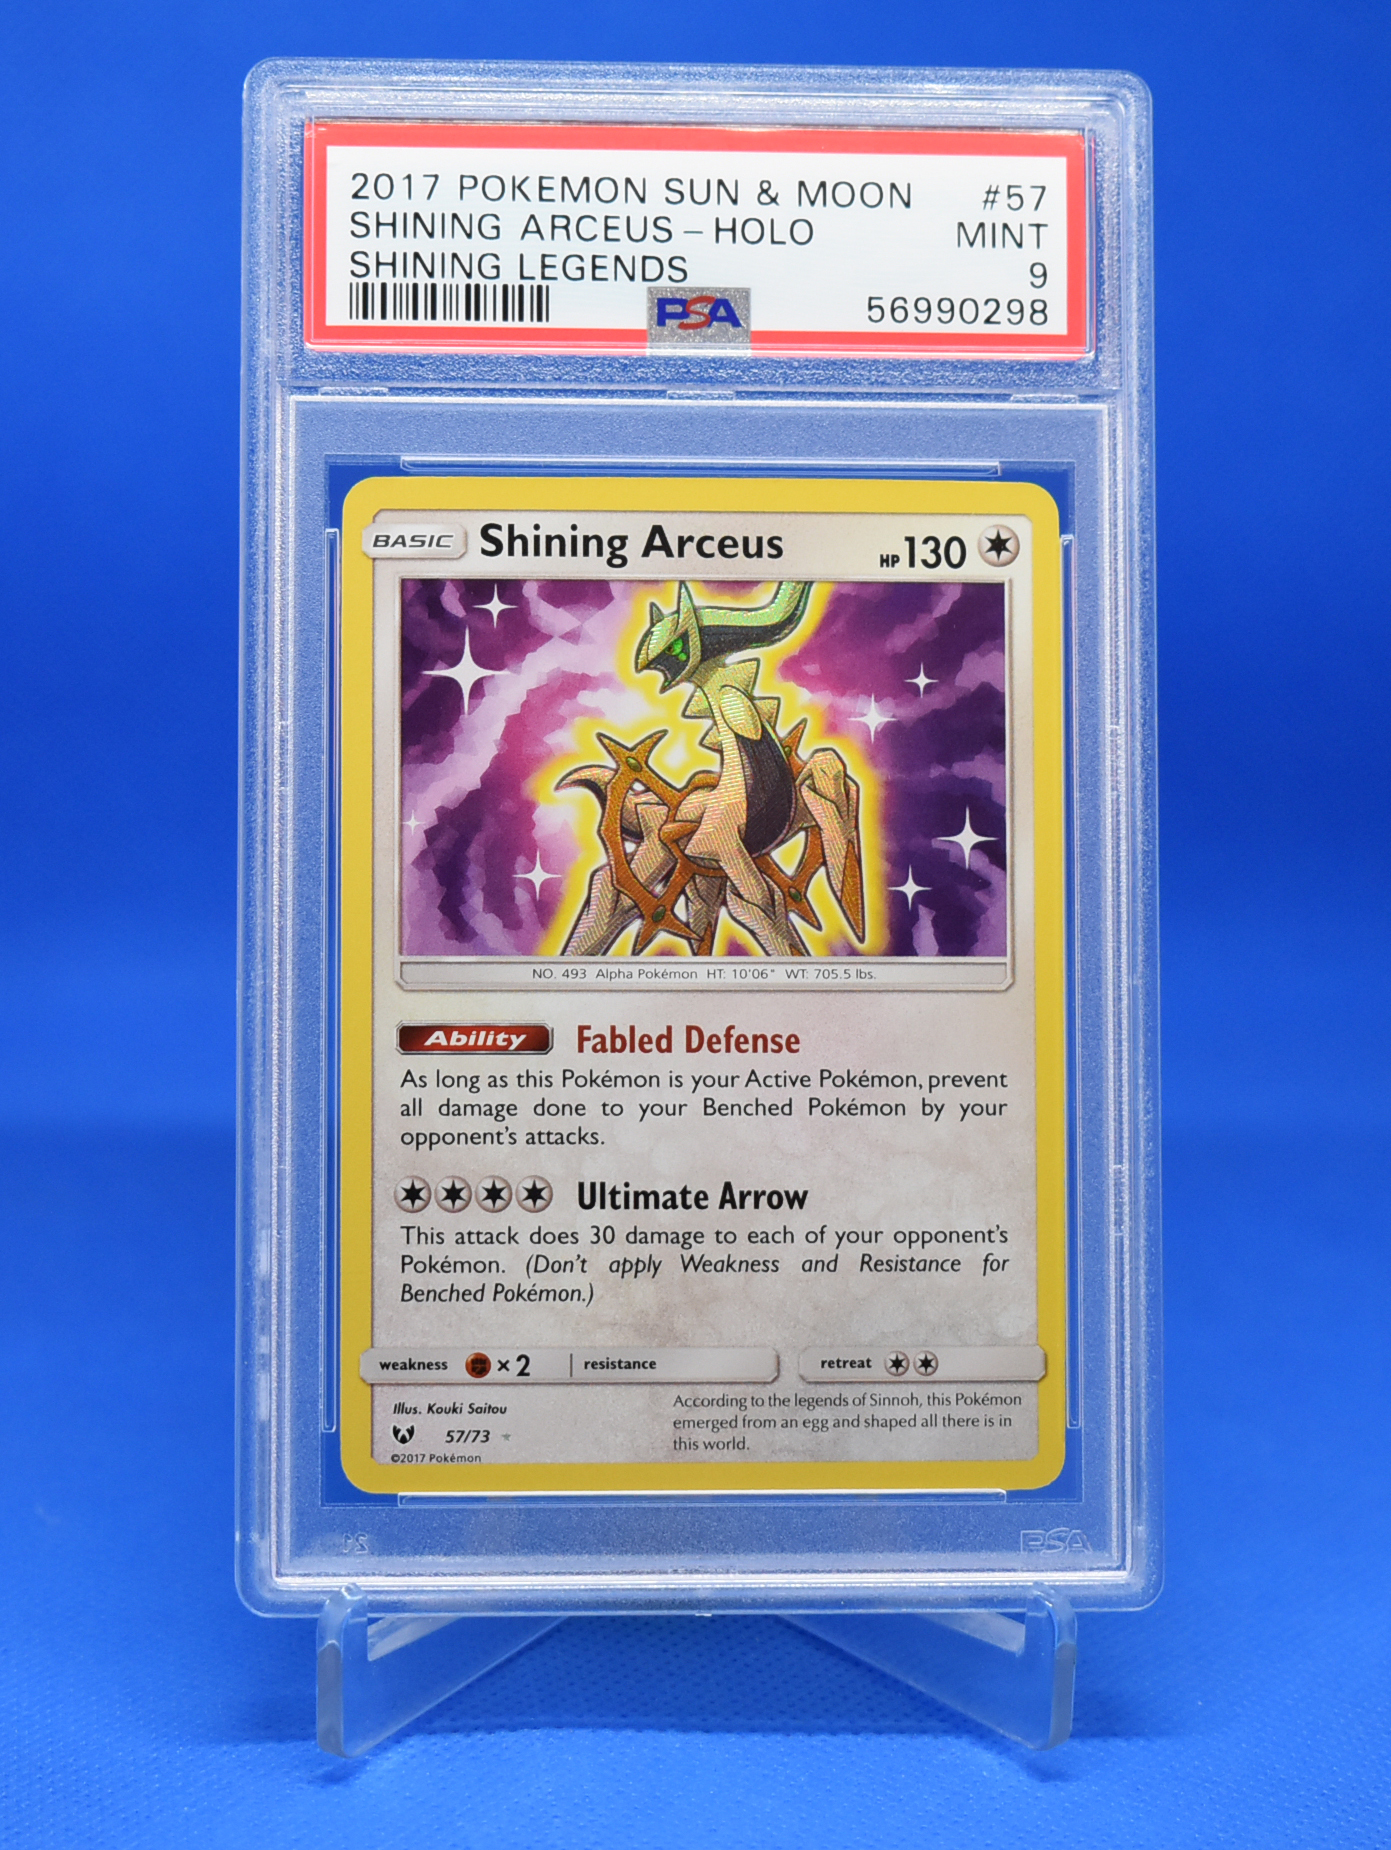 2017 POKEMON SUN & MOON #57
SHINING ARCEUS - HOLO MINT
SHINING LEGENDS 9
PSA 56990298
BASIC Shining Arceus HP 130
NO. 493 Alpha Pokémon HT: 10'06" WT: 705.5 lbs.
Ability Fabled Defense
As long as this Pokémon is your Active Pokémon, prevent
all damage done to your Benched Pokémon by your
opponent's attacks.
Ultimate Arrow
This attack does 30 damage to each of your opponent's
Pokémon. (Don't apply Weakness and Resistance for
Benched Pokémon.)
weakness × 2 | resistance retreat
Illus. Kouki Saitou
57/73 ★
©2017 Pokémon
According to the legends of Sinnoh, this Pokémon
emerged from an egg and shaped all there is in
this world.
21 PSA